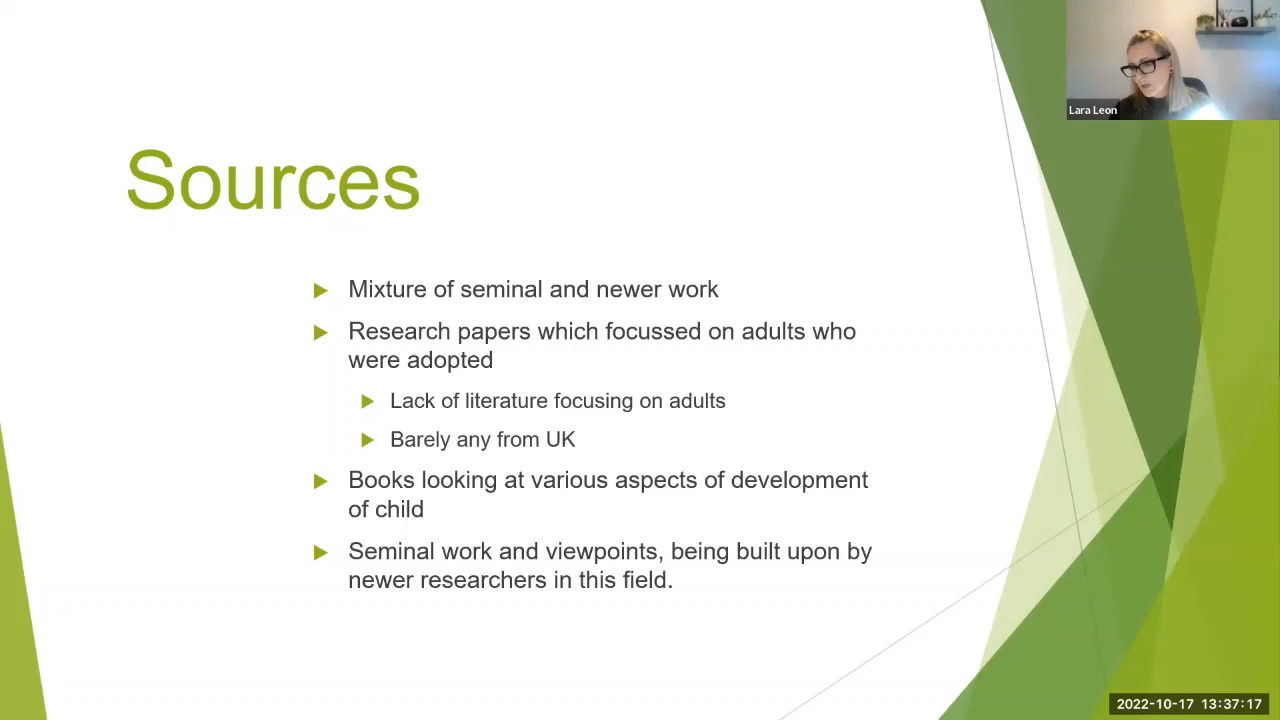 Lara Leon
Sources
Mixture of seminal and newer work
Research papers which focussed on adults who
were adopted
Lack of literature focusing on adults
Barely any from UK
Books looking at various aspects of development
of child
Seminal work and viewpoints, being built upon by
newer researchers in this field.
2022-10-17 13:37:17